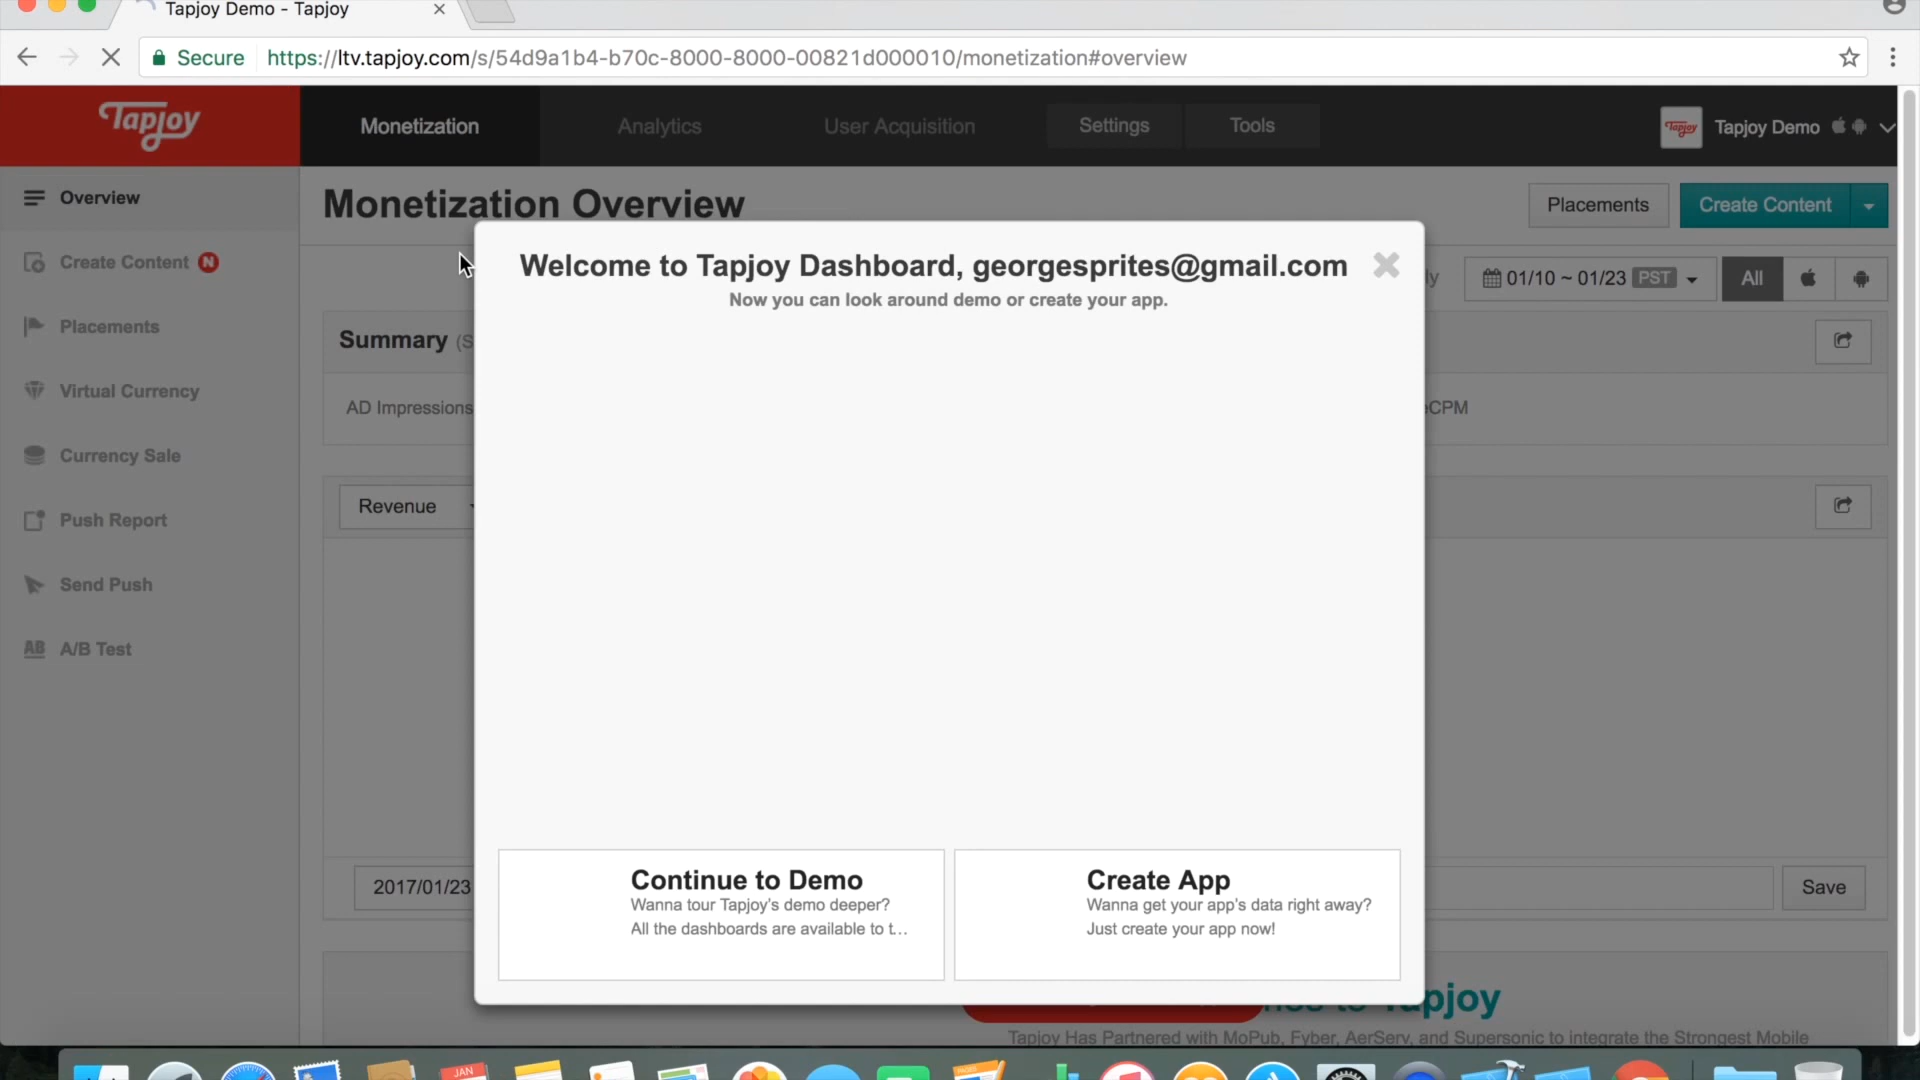 Tapjoy Demo - Tapjoy
Secure https://ltv.tapjoy.com/s/54d9a1b4-b70c-8000-8000-00821d000010/monetization#overview
Tapjoy
Monetization
Analytics
User Acquisition
Settings
Tools
Tapjoy
Tapjoy Demo
Overview
Monetization Overview
Placements
Create Content
Create Content N
Welcome to Tapjoy Dashboard, georgesprites@gmail.com
Now you can look around demo or create your app.
01/10 ~ 01/23 PST
All
Placements
Summary
AD Impressions
Virtual Currency
Currency Sale
Revenue
Push Report
Send Push
A/B Test
2017/01/23
Save
Continue to Demo
Wanna tour Tapjoy's demo deeper?
All the dashboards are available to t...
Create App
Wanna get your app's data right away?
Just create your app now!
Tapjoy
Tapjoy Has Partnered with MoPub, Fyber, AerServ, and Supersonic to integrate the Strongest Mobile
JAN